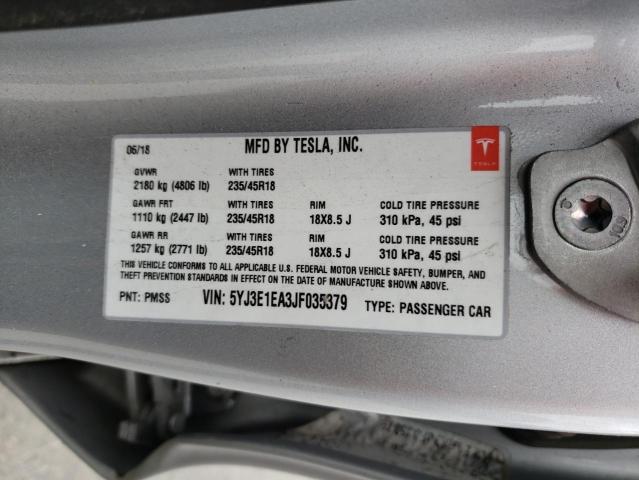 06/18 MFD BY TESLA, INC.
TESLA
GVWR WITH TIRES
2180 kg (4806 lb) 235/45R18
GAWR FRT WITH TIRES RIM COLD TIRE PRESSURE
1110 kg (2447 lb) 235/45R18 18X8.5 J 310 kPa, 45 psi
GAWR RR WITH TIRES RIM COLD TIRE PRESSURE
1257 kg (2771 lb) 235/45R18 18X8.5 J 310 kPa, 45 psi
THIS VEHICLE CONFORMS TO ALL APPLICABLE U.S. FEDERAL MOTOR VEHICLE SAFETY, BUMPER, AND
THEFT PREVENTION STANDARDS IN EFFECT ON THE DATE OF MANUFACTURE SHOWN ABOVE.
PNT: PMSS VIN: 5YJ3E1EA3JF035379 TYPE: PASSENGER CAR